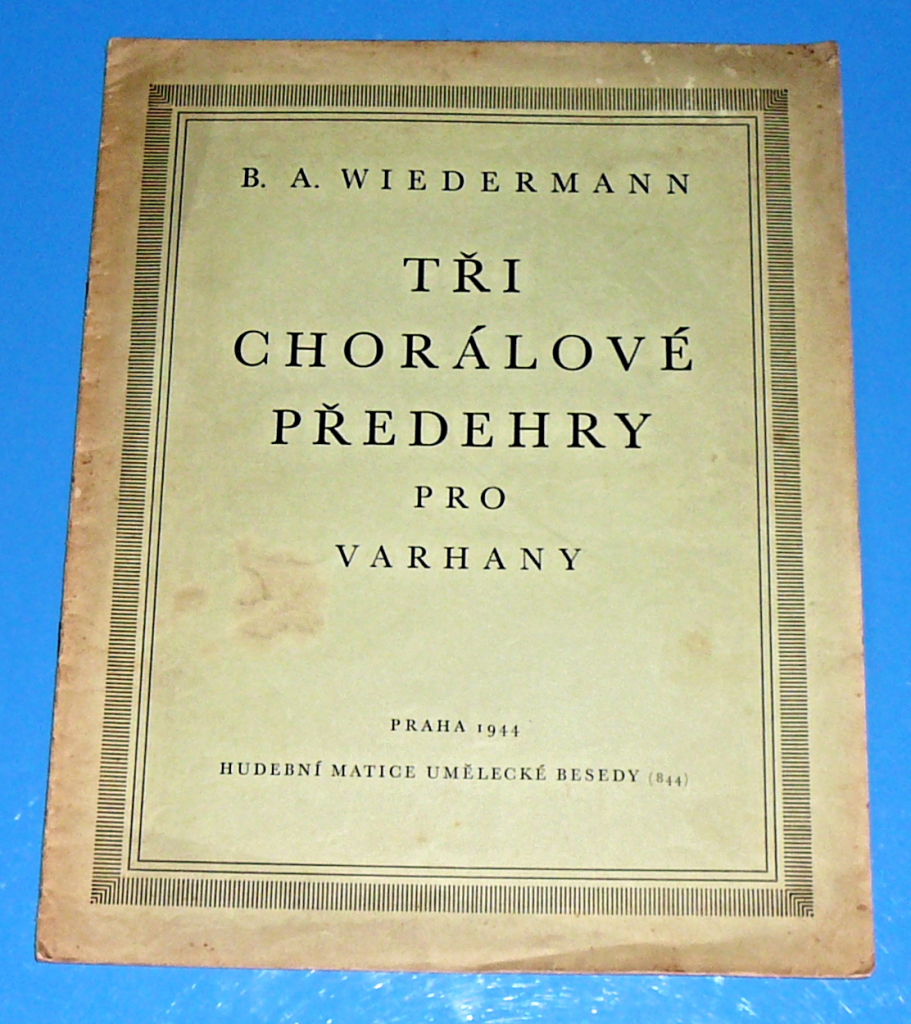 B. A. WIEDERMANN
TŘI
CHORÁLOVÉ
PŘEDEHRY
PRO
VARHANY
PRAHA 1944
HUDEBNÍ MATICE UMĚLECKÉ BESEDY (844)